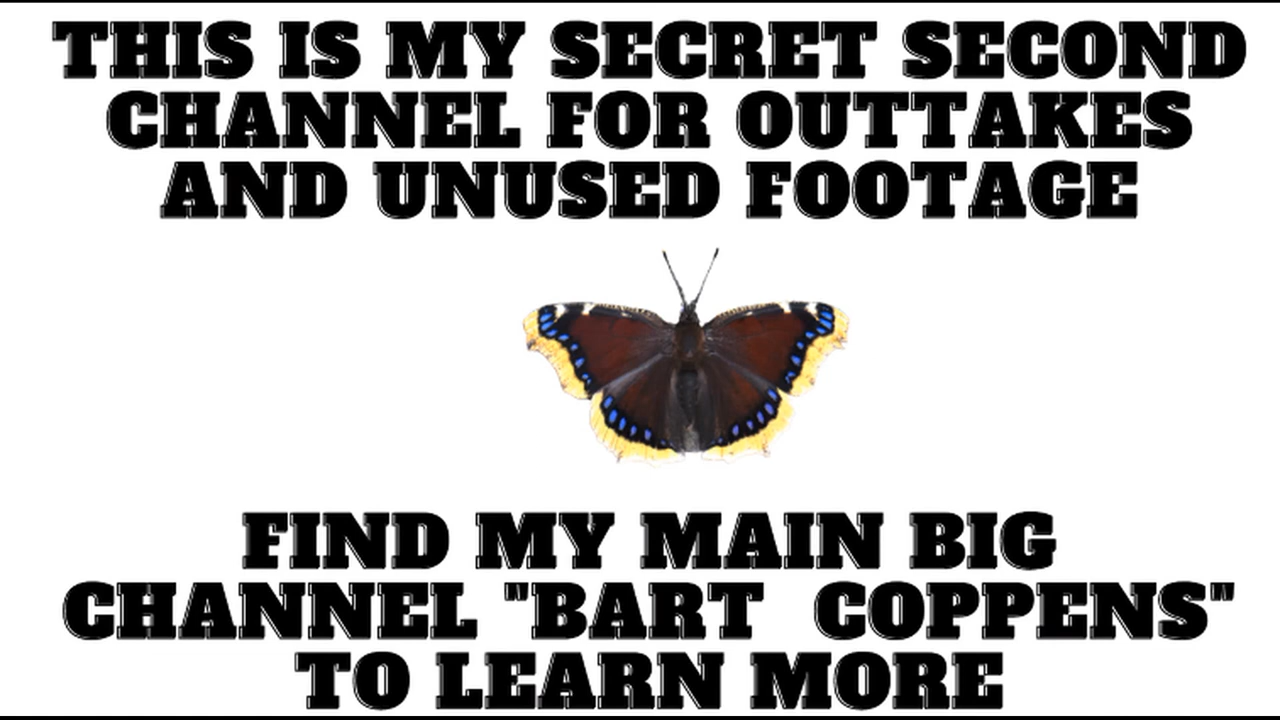 THIS IS MY SECRET SECOND
CHANNEL FOR OUTTAKES
AND UNUSED FOOTAGE
FIND MY MAIN BIG
CHANNEL "BART COPPENS"
TO LEARN MORE